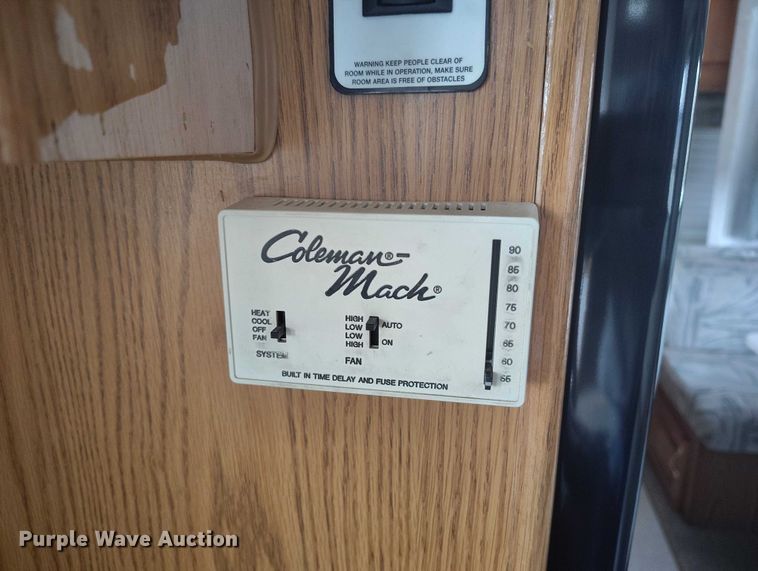 WARNING KEEP PEOPLE CLEAR OF
ROOM WHILE IN OPERATION, MAKE SURE
ROOM AREA IS FREE OF OBSTACLES
Coleman®-
Mach®
HEAT
COOL
OFF
FAN
SYSTEM
HIGH
LOW
LOW
HIGH
AUTO
ON
FAN
90
85
80
75
70
65
60
55
BUILT IN TIME DELAY AND FUSE PROTECTION
Purple Wave Auction